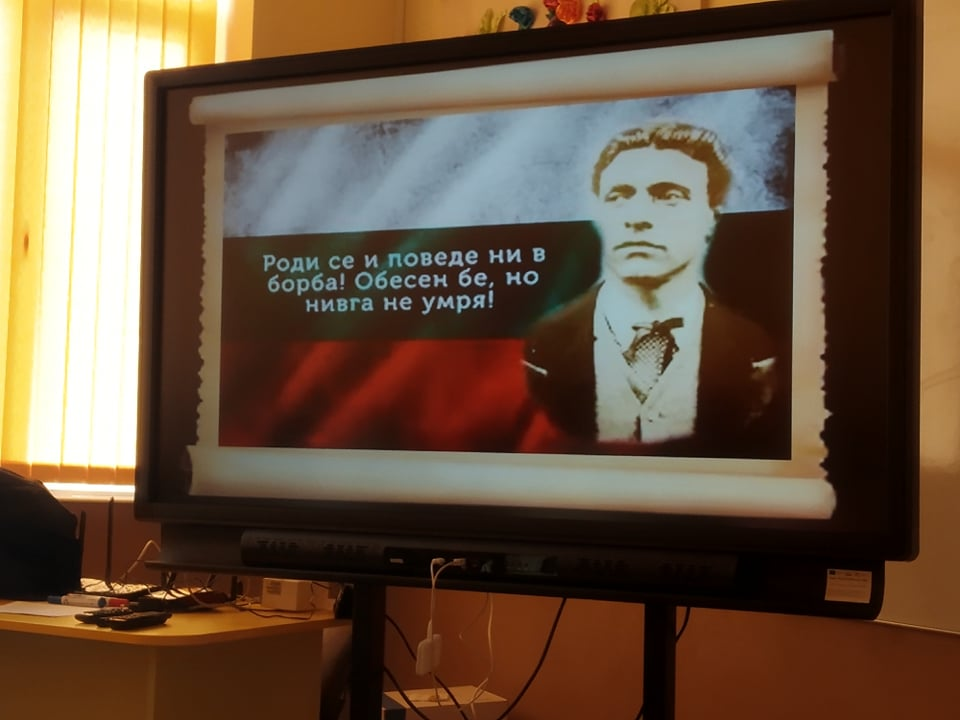 Роди се и поведе ни в
борба! Обесен бе, но
нивга не умря!